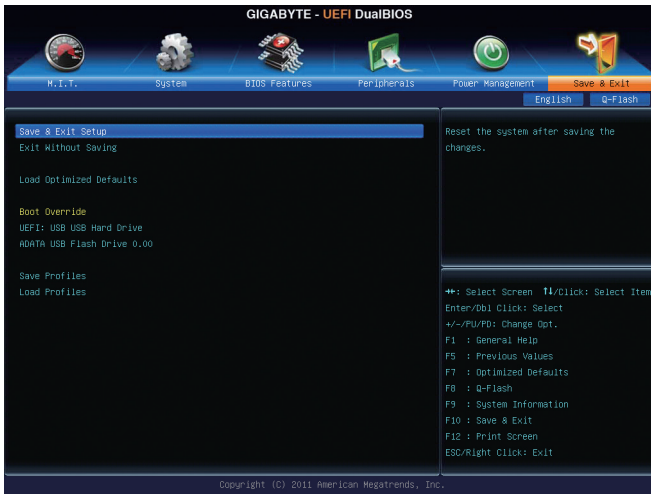 GIGABYTE - UEFI DualBIOS
M.I.T. System BIOS Features Peripherals Power Management Save & Exit
English Q-Flash
Save & Exit Setup
Exit Without Saving
Load Optimized Defaults
Boot Override
UEFI: USB USB Hard Drive
ADATA USB Flash Drive 0.00
Save Profiles
Load Profiles
Reset the system after saving the
changes.
→←: Select Screen ↑↓/Click: Select Item
Enter/Dbl Click: Select
+/-/PU/PD: Change Opt.
F1 : General Help
F5 : Previous Values
F7 : Optimized Defaults
F8 : Q-Flash
F9 : System Information
F10 : Save & Exit
F12 : Print Screen
ESC/Right Click: Exit
Copyright (C) 2011 American Megatrends, Inc.